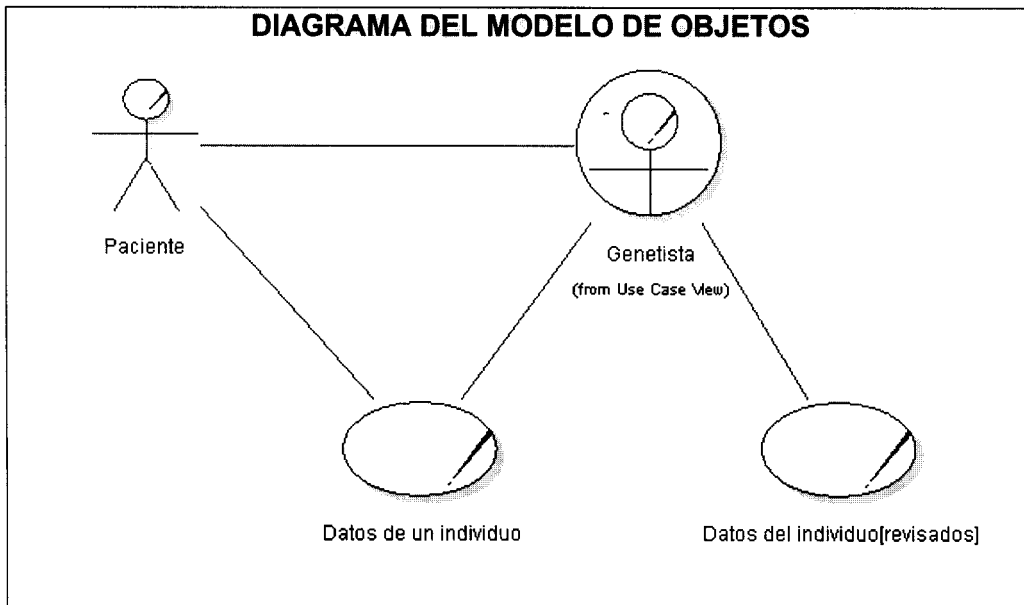 DIAGRAMA DEL MODELO DE OBJETOS
Paciente
Genetista
(from Use Case View)
Datos de un individuo
Datos del individuo[revisados]